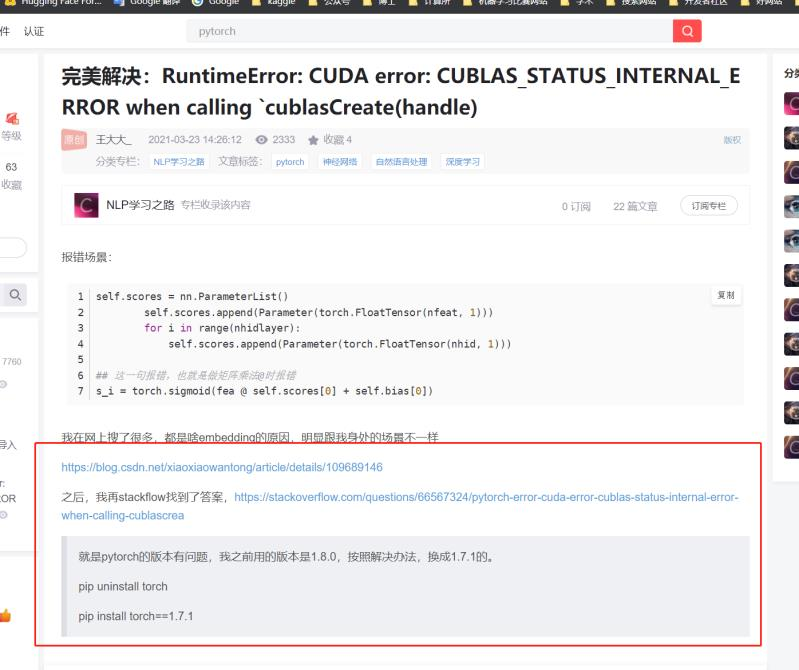 Hugging Face For...
Google 翻译
Google
kaggle
公众号
博士
计算所
机器学习比赛网站
学术
搜索网站
开发者社区
好网站
件
认证
pytorch
完美解决：RuntimeError: CUDA error: CUBLAS_STATUS_INTERNAL_E
RROR when calling `cublasCreate(handle)
原创
王大大_
2021-03-23 14:26:12
2333
收藏 4
版权
分类专栏：
NLP学习之路
文章标签：
pytorch
神经网络
自然语言处理
深度学习
等级
63
收藏
NLP学习之路
专栏收录该内容
0 订阅
22 篇文章
订阅专栏
报错场景：
复制
1 self.scores = nn.ParameterList()
2 self.scores.append(Parameter(torch.FloatTensor(nfeat, 1)))
3 for i in range(nhidlayer):
4 self.scores.append(Parameter(torch.FloatTensor(nhid, 1)))
5
6 ## 这一句报错，也就是做矩阵乘法@时报错
7 s_i = torch.sigmoid(fea @ self.scores[0] + self.bias[0])
7760
我在网上搜了很多，都是啥embedding的原因，明显跟我身处的场景不一样
导入
https://blog.csdn.net/xiaoxiaowantong/article/details/109689146
r:
OR
之后，我再stackflow找到了答案，https://stackoverflow.com/questions/66567324/pytorch-error-cuda-error-cublas-status-internal-error-
when-calling-cublascrea
就是pytorch的版本有问题，我之前用的版本是1.8.0，按照解决办法，换成1.7.1的。
pip uninstall torch
pip install torch==1.7.1